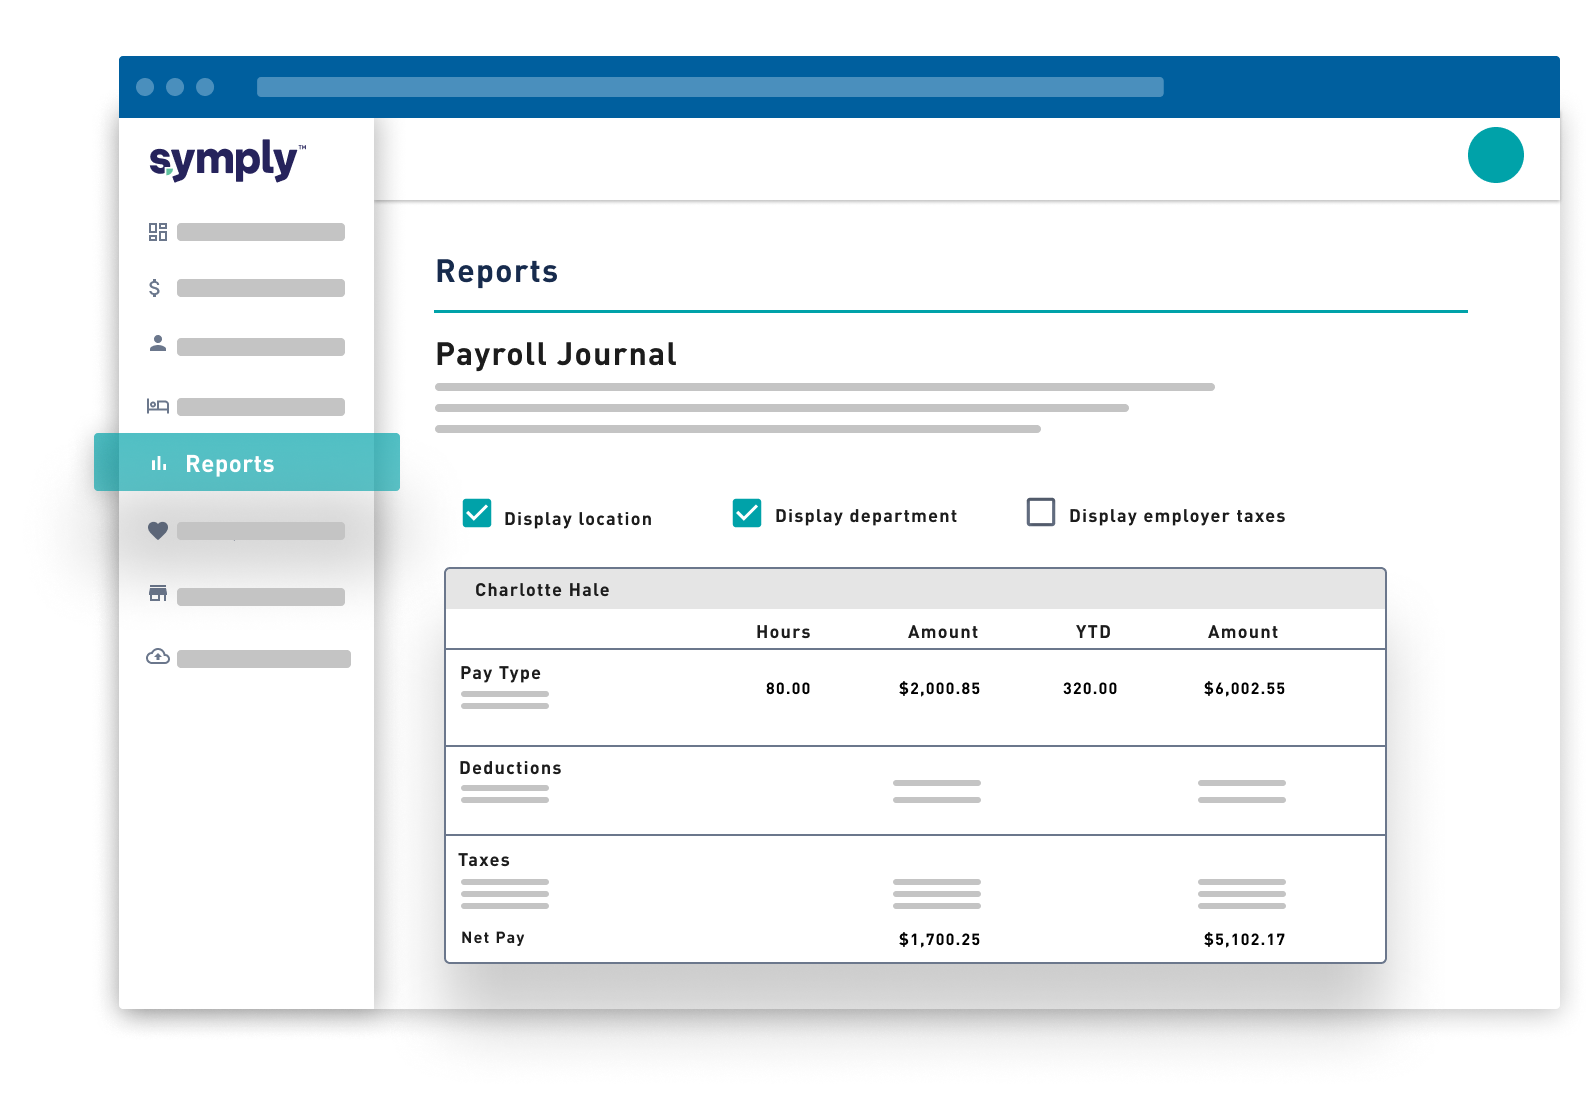 symply™
Reports
Payroll Journal
Reports
Display location Display department Display employer taxes
Charlotte Hale
Hours Amount YTD Amount
Pay Type
80.00 $2,000.85 320.00 $6,002.55
Deductions
Taxes
Net Pay $1,700.25 $5,102.17